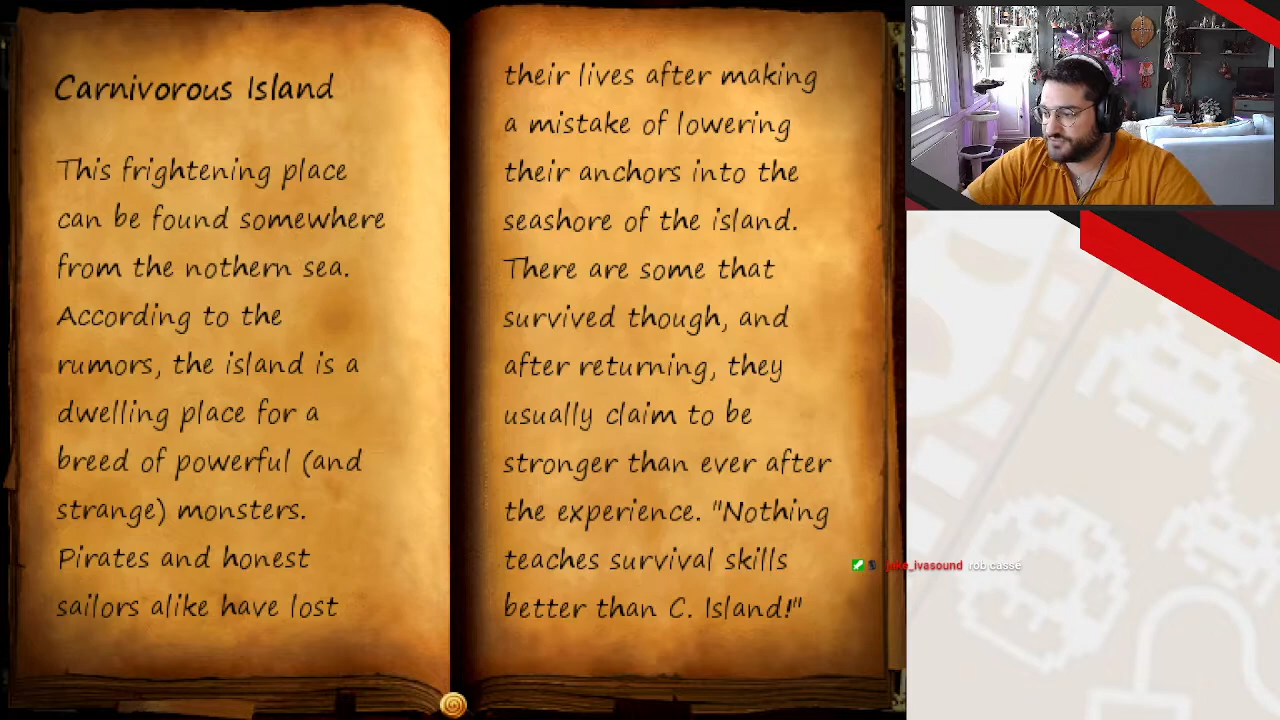 Carnivorous Island
This frightening place
can be found somewhere
from the nothern sea.
According to the
rumors, the island is a
dwelling place for a
breed of powerful (and
strange) monsters.
Pirates and honest
sailors alike have lost
their lives after making
a mistake of lowering
their anchors into the
seashore of the island.
There are some that
survived though, and
after returning, they
usually claim to be
stronger than ever after
the experience. "Nothing
teaches survival skills
better than C. Island!"
jake_ivasound rob casse